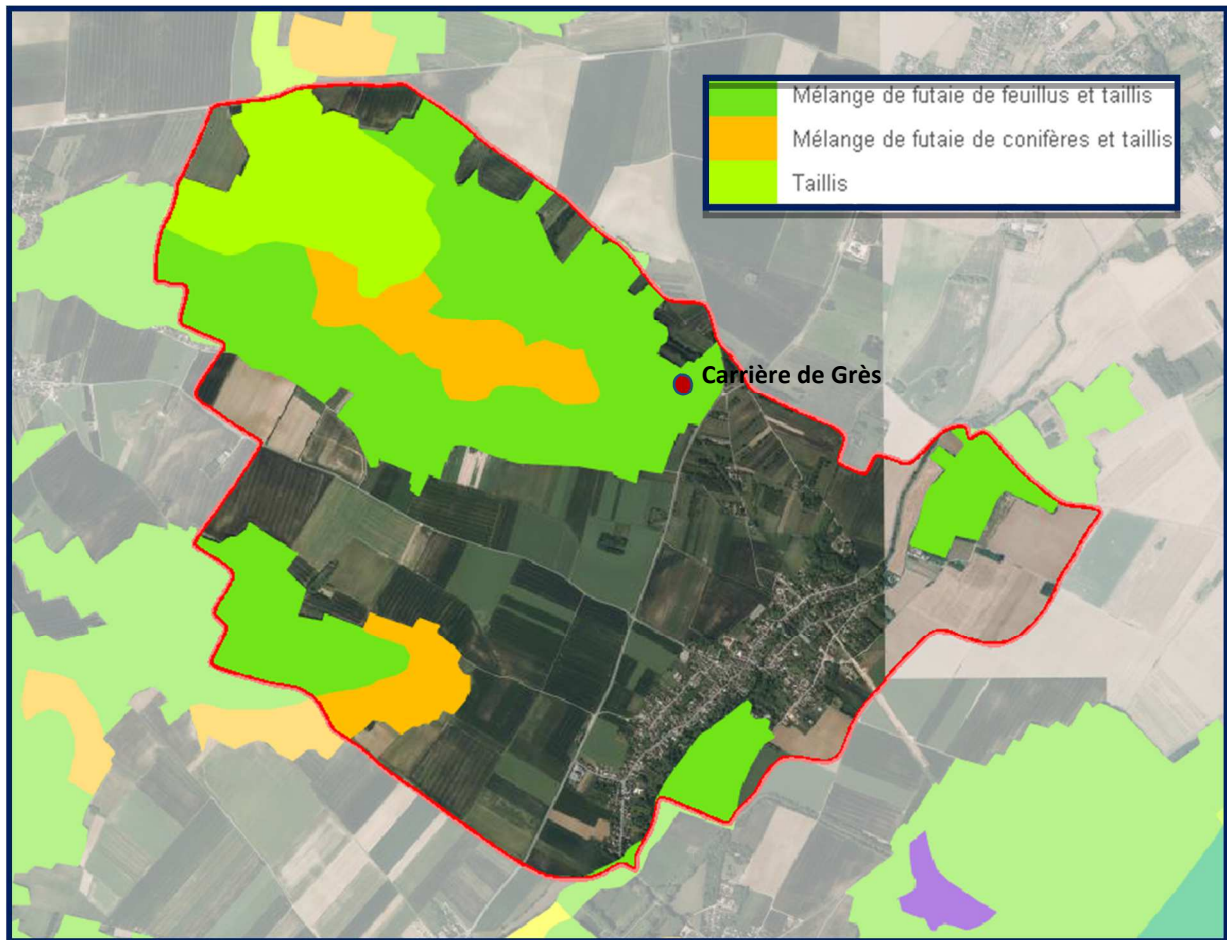 Mélange de futaie de feuillus et taillis
Mélange de futaie de conifères et taillis
Taillis
Carrière de Grès